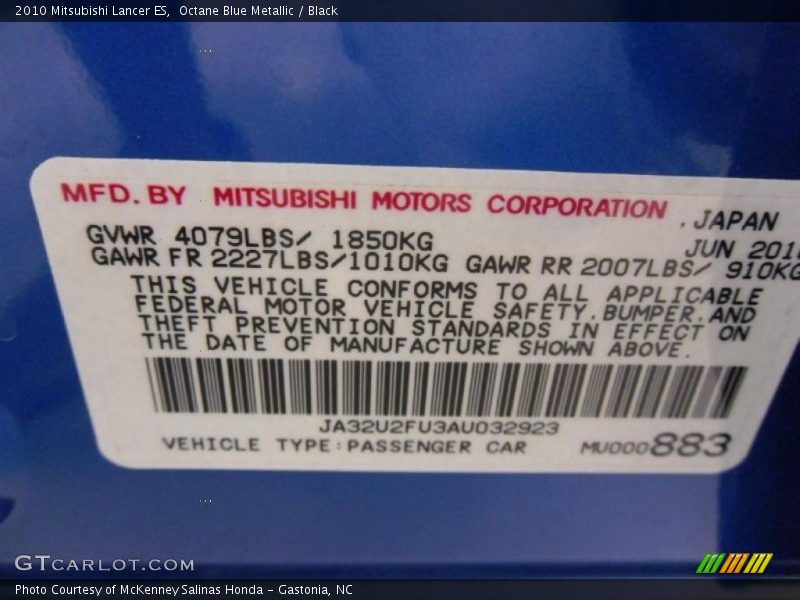 2010 Mitsubishi Lancer ES,  Octane Blue Metallic / Black
MFD. BY MITSUBISHI MOTORS CORPORATION
. JAPAN
GVWR 4079LBS/ 1850KG
JUN
GAWR FR 2227LBS/1010KG GAWR RR 2007LBS/ 910KG
THIS VEHICLE CONFORMS TO ALL APPLICABLE
FEDERAL MOTOR VEHICLE SAFETY.BUMPER.AND
THEFT PREVENTION STANDARDS IN EFFECT ON
THE DATE OF MANUFACTURE SHOWN ABOVE.
JA32U2FU3AU032923
VEHICLE TYPE:PASSENGER CAR
MU000883
GTCARLOT.COM
Photo Courtesy of McKenney Salinas Honda - Gastonia, NC